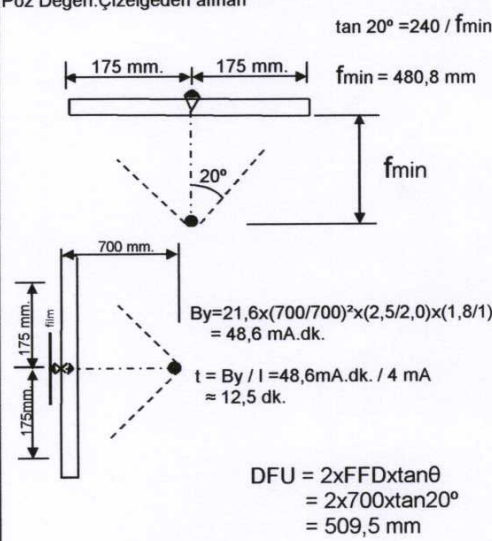 Poz Değeri:Çizelgeden alınan
tan 20º =240 / fmin
175 mm.
175 mm.
fmin = 480,8 mm
20º
fmin
700 mm.
175 mm.
film
175mm.
By=21,6x(700/700)²x(2,5/2,0)x(1,8/1)
= 48,6 mA.dk.
t = By / I =48,6mA.dk. / 4 mA
≈ 12,5 dk.
DFU = 2xFFDxtanθ
= 2x700xtan20º
= 509,5 mm